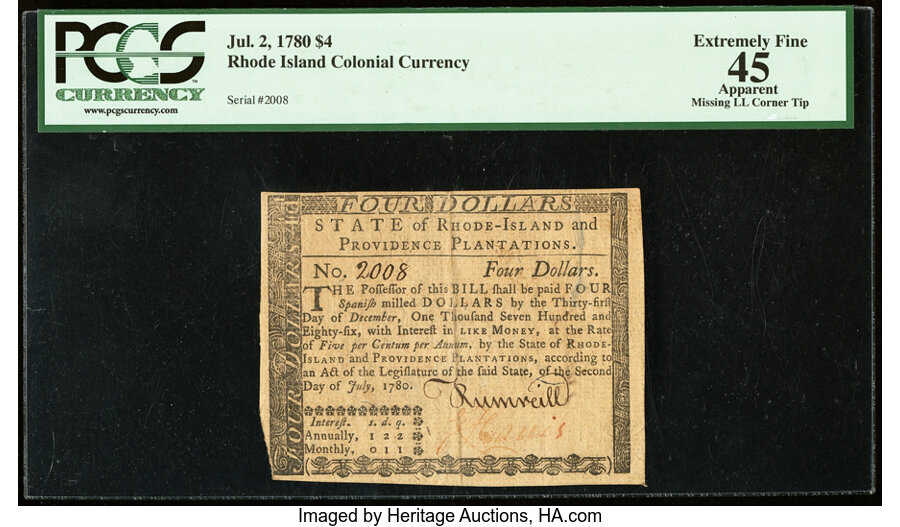 PCGS
CURRENCY
www.pcgscurrency.com
Jul. 2, 1780 $4
Rhode Island Colonial Currency
Serial #2008
Extremely Fine
45
Apparent
Missing LL Corner Tip
FOUR DOLLARS
FOUR DOLLARS
STATE of RHODE-ISLAND and
PROVIDENCE PLANTATIONS.
No. 2008 Four Dollars.
THE Poſſeſſor of this BILL ſhall be paid FOUR
Spaniſh milled DOLLARS by the Thirty-firſt
Day of December, One Thouſand Seven Hundred and
Eighty-ſix, with Intereſt in LIKE MONEY, at the Rate
of Five per Centum per Annum, by the State of RHODE-
ISLAND and PROVIDENCE PLANTATIONS, according to
an Act of the Legiſlature of the ſaid State, of the Second
Day of July, 1780.
Intereſt. s. d. q.
Annually, 1 2 2
Monthly, 0 1 1
Imaged by Heritage Auctions, HA.com